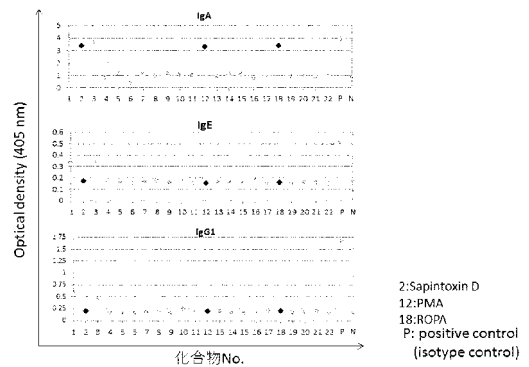 IgA
5
4
3
2
1
0
1 2 3 4 5 6 7 8 9 10 11 12 13 14 15 16 17 18 19 20 21 22 P N
IgE
0.6
0.5
0.4
0.3
0.2
0.1
0
1 2 3 4 5 6 7 8 9 10 11 12 13 14 15 16 17 18 19 20 21 22 P N
IgG1
1.75
1.5
1.25
1
0.75
0.5
0.25
0
1 2 3 4 5 6 7 8 9 10 11 12 13 14 15 16 17 18 19 20 21 22 P N
Optical density (405 nm)
化合物No.
2:Sapintoxin D
12:PMA
18:ROPA
P: positive control
(isotype control)